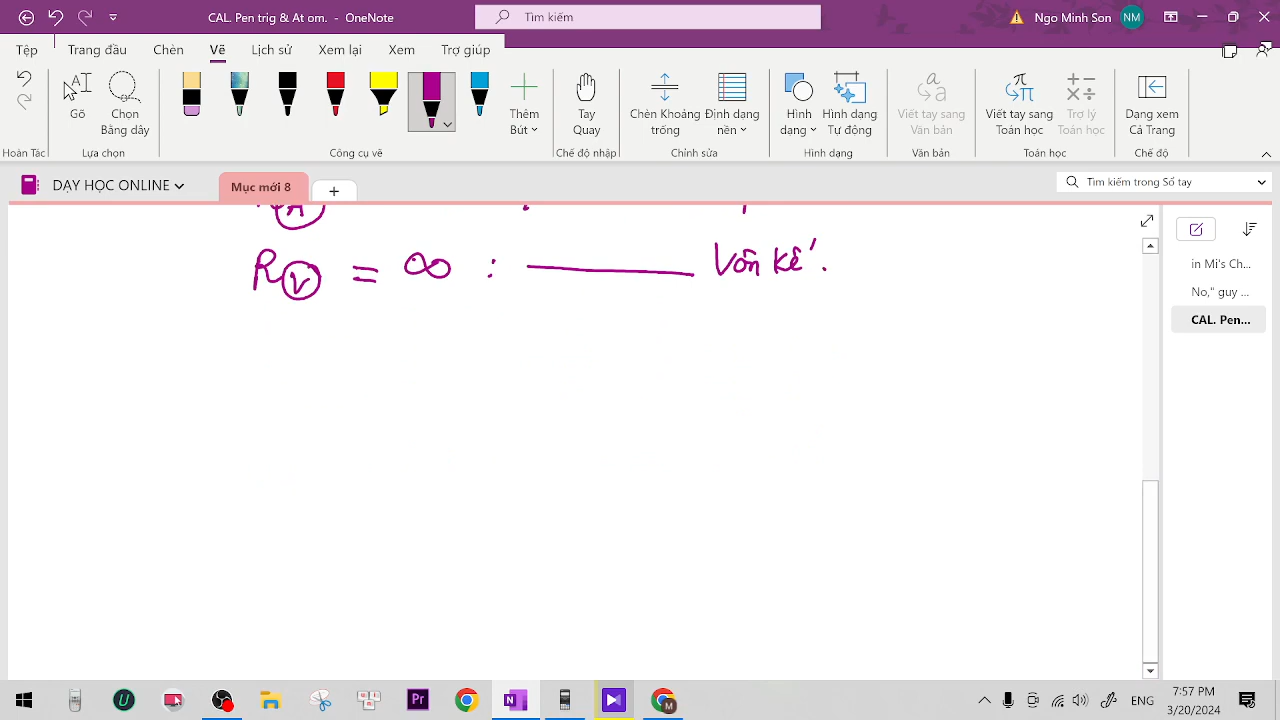 CAL. Peng Rig At om. - OneNote
Tìm kiếm
Ngo Minh Son
NM
Tệp
Trang đầu
Chèn
Vẽ
Lịch sử
Xem lại
Xem
Trợ giúp
Gõ
Chọn
Bằng dây
Thêm
Bút
Tay
Quay
Chèn Khoảng
trống
Định dạng
nền
Hình
dạng
Hình dạng
Tự động
Viết tay sang
Văn bản
Viết tay sang
Toán học
Trợ lý
Toán học
Dạng xem
Cả Trang
Hoàn Tác
Lựa chọn
Công cụ vẽ
Chế độ nhập
Chỉnh sửa
Hình dạng
Văn bản
Toán học
Chế độ
DẠY HỌC ONLINE
Mục mới 8
Tìm kiếm trong Sổ tay
in Mi's Ch...
No," guy ...
CAL. Pen...
A
R V = ∞ : Vôn kế.
Pr
M
ENG
7:57 PM
3/20/2024